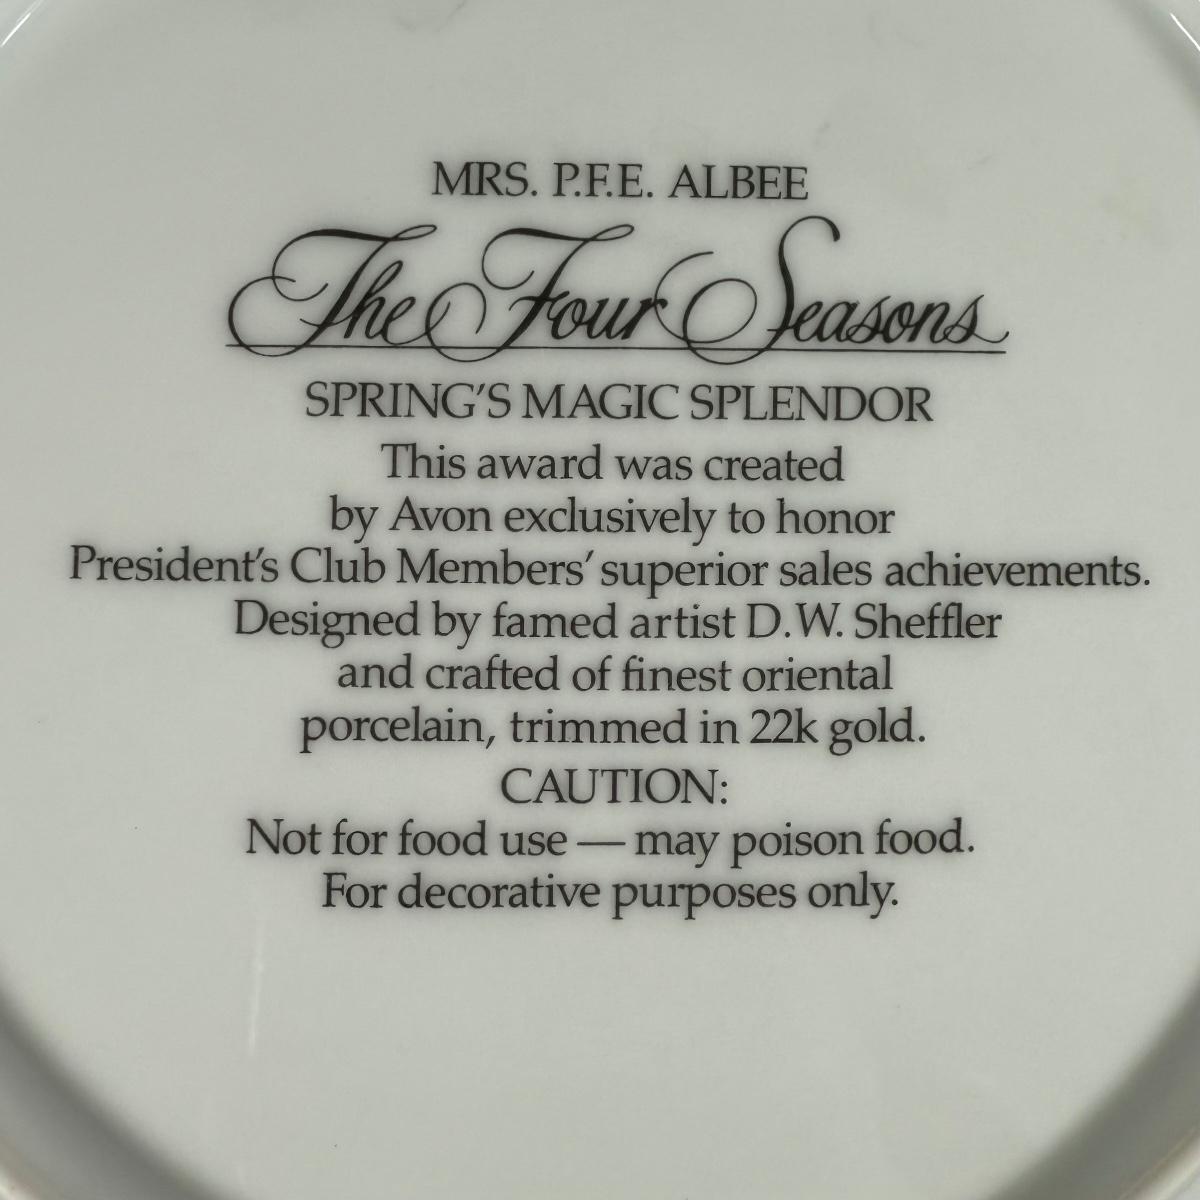 MRS. P.F.E. ALBEE
The Four Seasons
SPRING'S MAGIC SPLENDOR
This award was created
by Avon exclusively to honor
President's Club Members' superior sales achievements.
Designed by famed artist D.W. Sheffler
and crafted of finest oriental
porcelain, trimmed in 22k gold.
CAUTION:
Not for food use — may poison food.
For decorative purposes only.